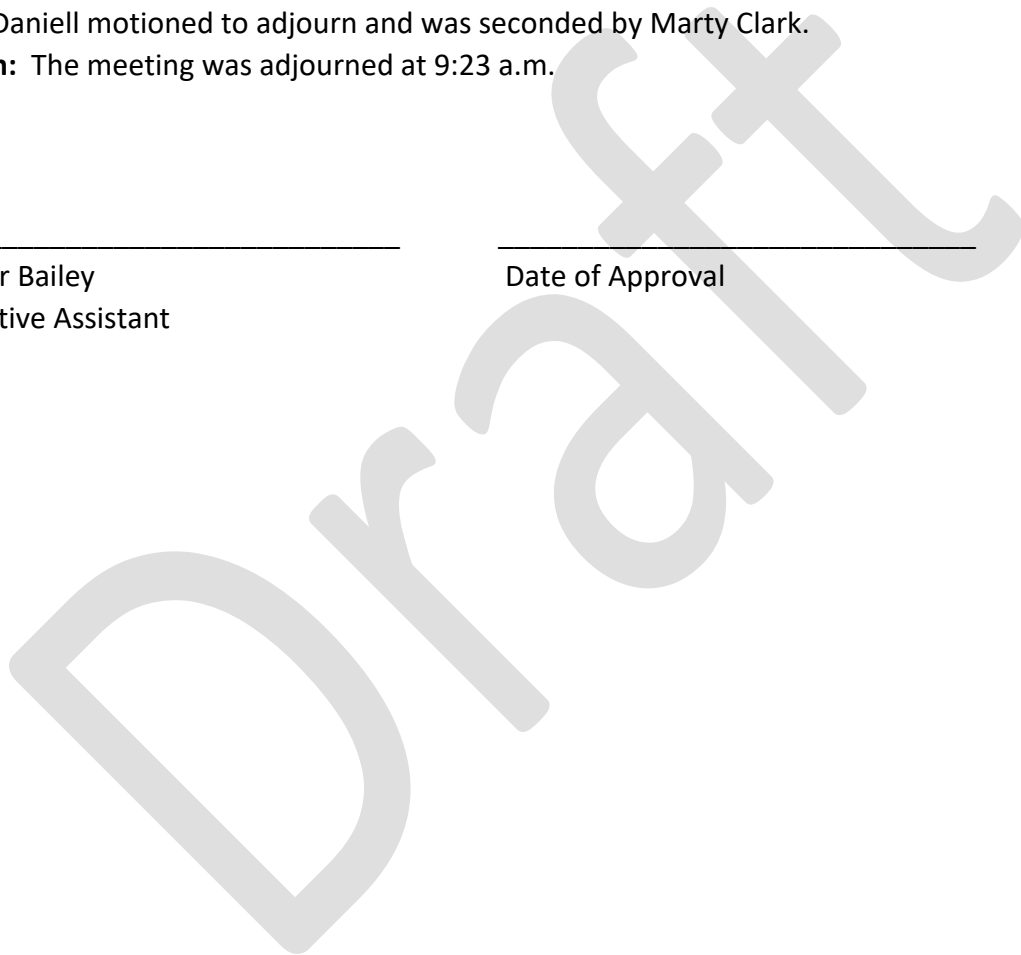 Daniell motioned to adjourn and was seconded by Marty Clark.
n: The meeting was adjourned at 9:23 a.m.
r Bailey Date of Approval
tive Assistant
Draft